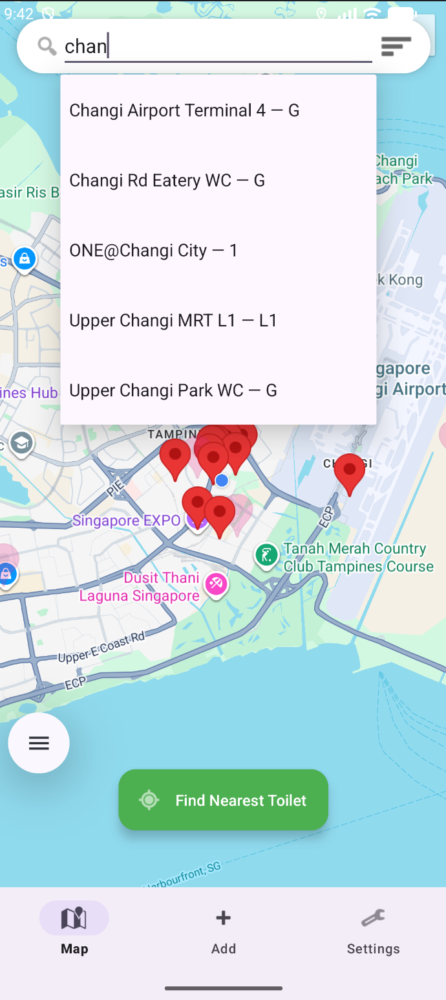 9:42
chan
Changi Airport Terminal 4 — G
Changi Rd Eatery WC — G
ONE@Changi City — 1
Upper Changi MRT L1 — L1
Upper Changi Park WC — G
Changi
ach Park
asir Ris B
s
k Kong
gapore
gi Airport
ines Hub
c
TAMPIN
PIE
ECP
Singapore EXPO
Tanah Merah Country
Club Tampines Course
Dusit Thani
Laguna Singapore
Upper E Coast Rd
ECP
Find Nearest Toilet
arbourfront, SG
Map
Add
Settings